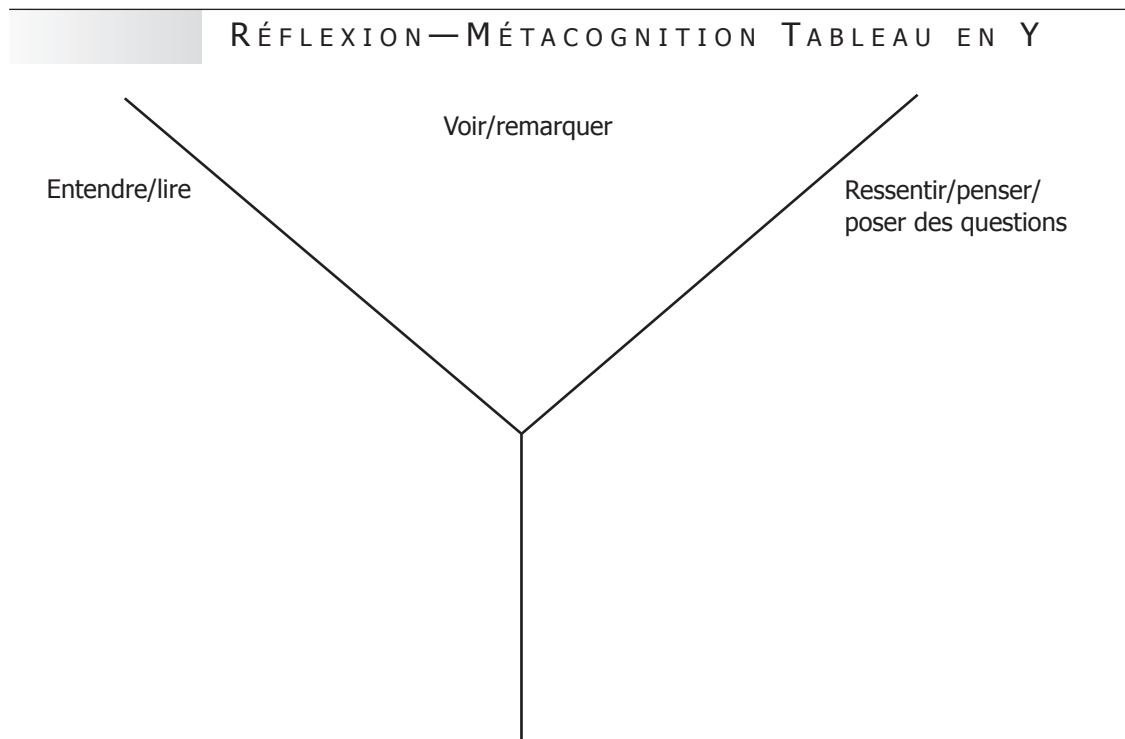 RÉFLEXION—MÉTACOGNITION TABLEAU EN Y
Voir/remarquer
Entendre/lire
Ressentir/penser/
poser des questions